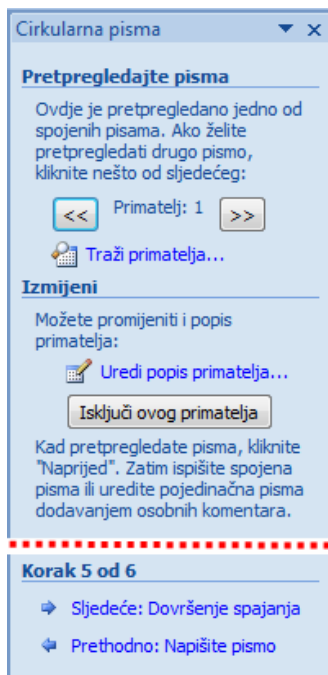 Cirkularna pisma
Pretpregledajte pisma
Ovdje je pretpregledano jedno od
spojenih pisama. Ako želite
pretpregledati drugo pismo,
kliknite nešto od sljedećeg:
<< Primatelj: 1 >>
Traži primatelja...
Izmijeni
Možete promijeniti i popis
primatelja:
Uredi popis primatelja...
Isključi ovog primatelja
Kad pretpregledate pisma, kliknite
"Naprijed". Zatim ispišite spojena
pisma ili uredite pojedinačna pisma
dodavanjem osobnih komentara.
Korak 5 od 6
Sljedeće: Dovršenje spajanja
Prethodno: Napišite pismo